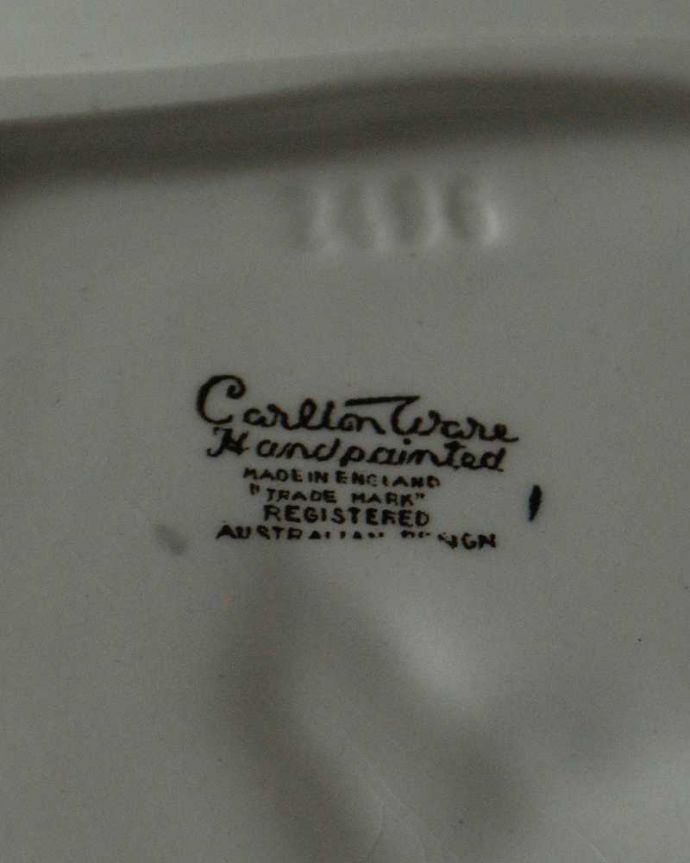 Carlton Ware
Handpainted
MADE IN ENGLAND
"TRADE MARK"
REGISTERED
AUSTRALIAN DESIGN